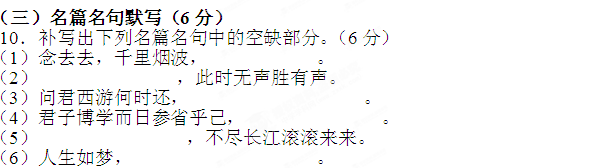 （三）名篇名句默写（6 分）
10．补写出下列名篇名句中的空缺部分。（6 分）
（1）念去去，千里烟波， 。
（2） ，此时无声胜有声。
（3）问君西游何时还， 。
（4）君子博学而日参省乎己， 。
（5） ，不尽长江滚滚来来。
（6）人生如梦， 。